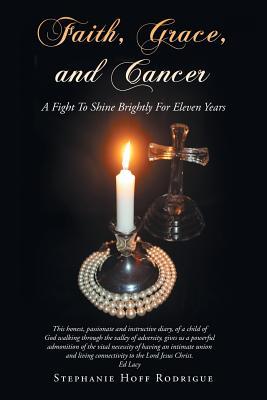 Faith, Grace,
and Cancer
A Fight To Shine Brightly For Eleven Years
This honest, passionate and instructive diary, of a child of
God walking through the valley of adversity, gives us a powerful
admonition of the vital necessity of having an intimate union
and living connectivity to the Lord Jesus Christ.
Ed Lacy
Stephanie Hoff Rodrigue